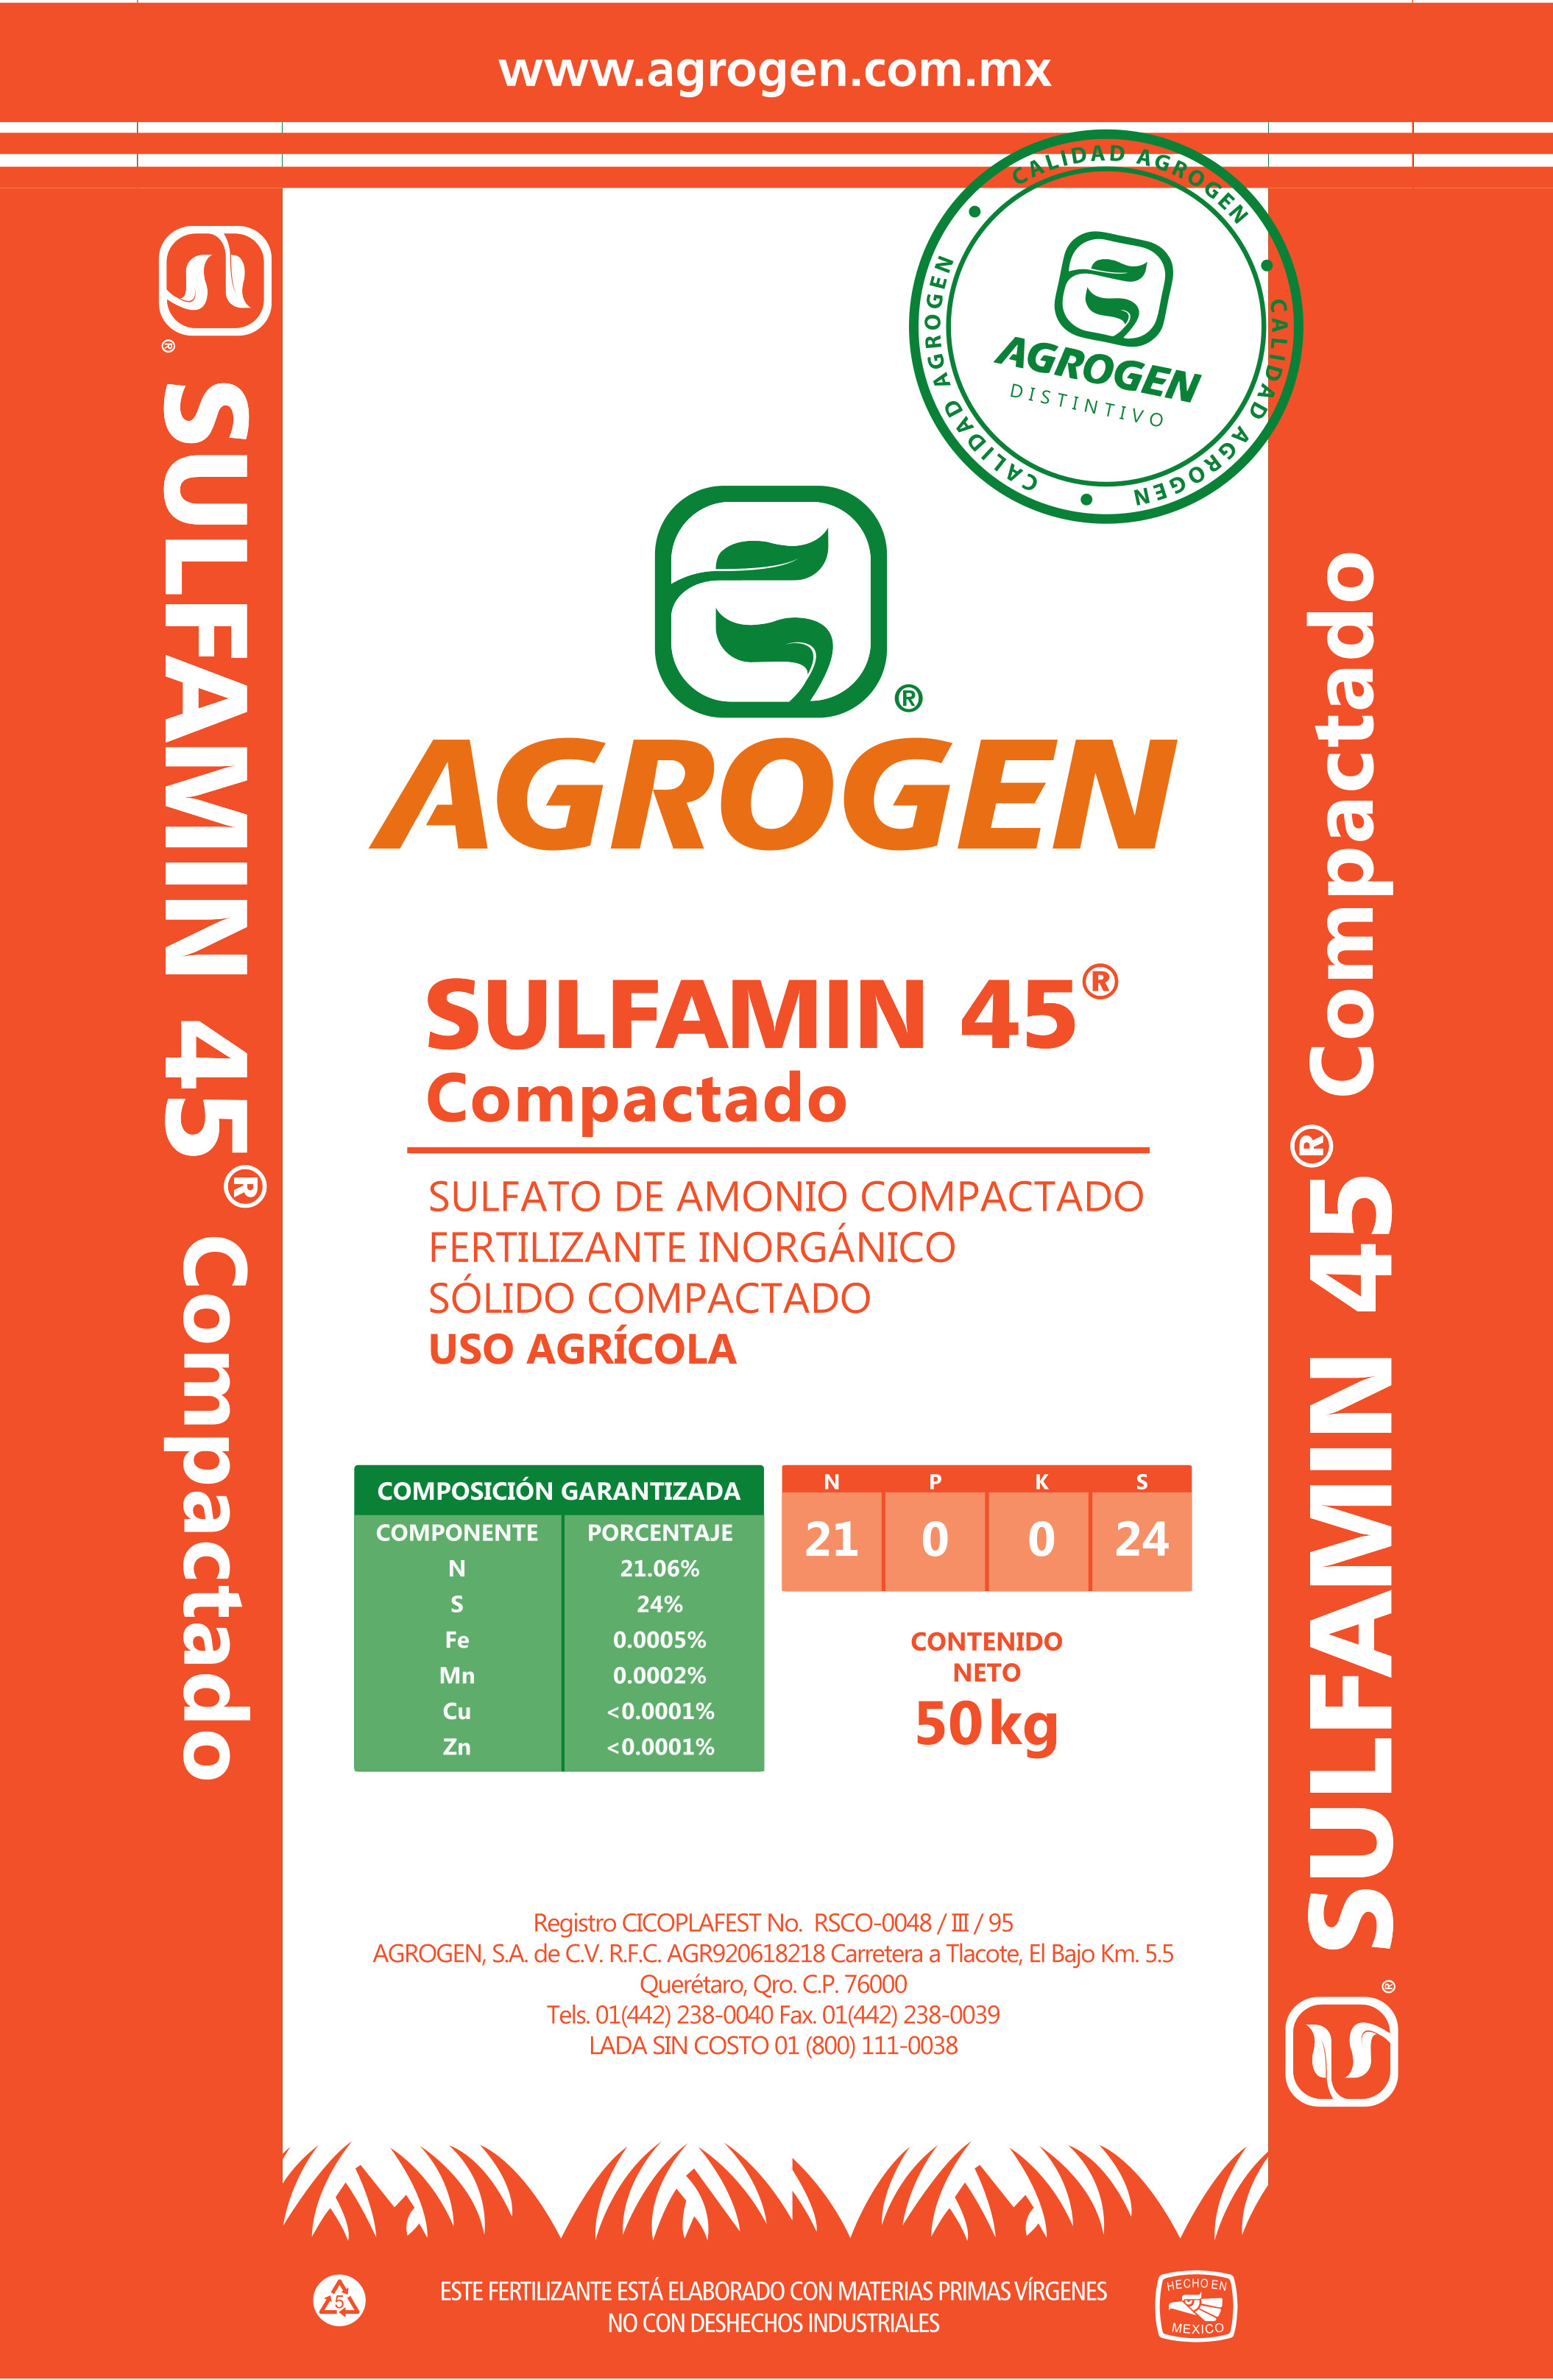 www.agrogen.com.mx
CALIDAD AGROGEN • CALIDAD AGROGEN • CALIDAD AGROGEN •
AGROGEN
DISTINTIVO
®
AGROGEN
SULFAMIN 45®
Compactado
SULFATO DE AMONIO COMPACTADO
FERTILIZANTE INORGÁNICO
SÓLIDO COMPACTADO
USO AGRÍCOLA
COMPOSICIÓN GARANTIZADA
COMPONENTE PORCENTAJE
N 21.06%
S 24%
Fe 0.0005%
Mn 0.0002%
Cu <0.0001%
Zn <0.0001%
N P K S
21 0 0 24
CONTENIDO
NETO
50kg
Registro CICOPLAFEST No. RSCO-0048 / III / 95
AGROGEN, S.A. de C.V. R.F.C. AGR920618218 Carretera a Tlacote, El Bajo Km. 5.5
Querétaro, Qro. C.P. 76000
Tels. 01(442) 238-0040 Fax. 01(442) 238-0039
LADA SIN COSTO 01 (800) 111-0038
® SULFAMIN 45® Compactado
® SULFAMIN 45® Compactado
5
ESTE FERTILIZANTE ESTÁ ELABORADO CON MATERIAS PRIMAS VÍRGENES
NO CON DESHECHOS INDUSTRIALES
HECHO EN
MEXICO